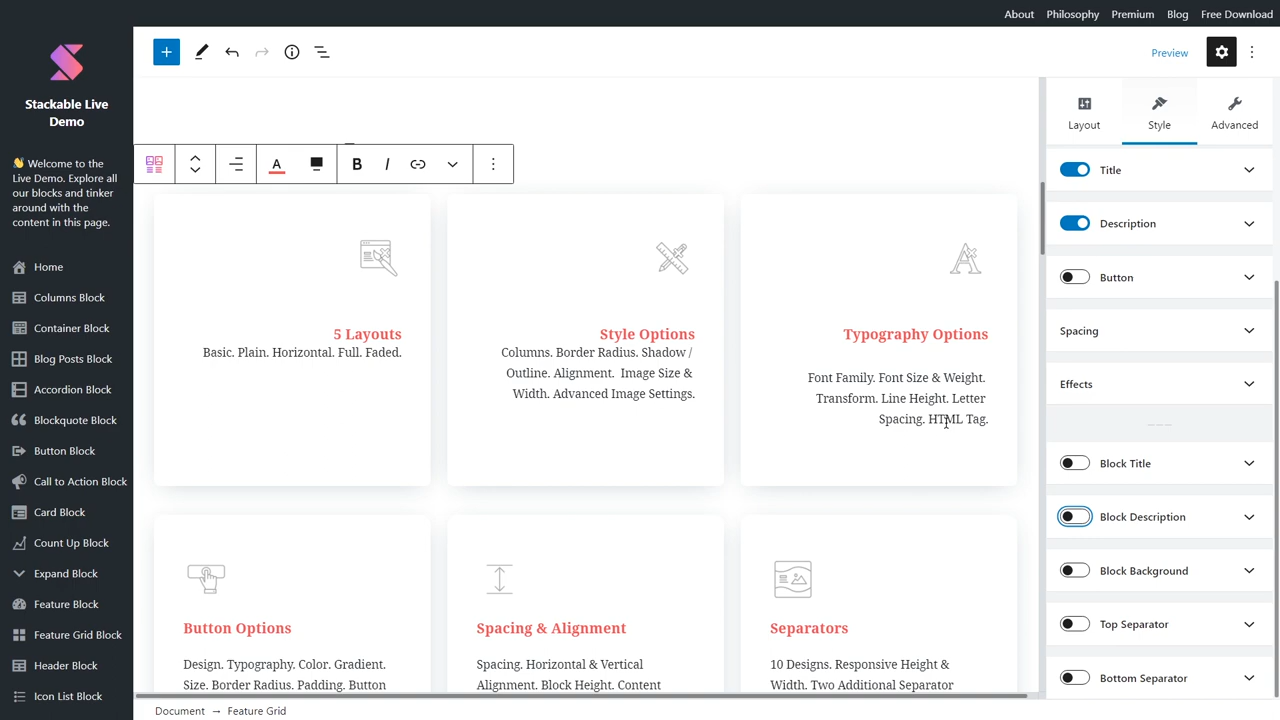 About Philosophy Premium Blog Free Download
Stackable Live
Demo
👋 Welcome to the
Live Demo. Explore all
our blocks and tinker
around with the
content in this page.
Home
Columns Block
Container Block
Blog Posts Block
Accordion Block
Blockquote Block
Button Block
Call to Action Block
Card Block
Count Up Block
Expand Block
Feature Block
Feature Grid Block
Header Block
Icon List Block
Preview
A B I
5 Layouts
Basic. Plain. Horizontal. Full. Faded.
Style Options
Columns. Border Radius. Shadow /
Outline. Alignment. Image Size &
Width. Advanced Image Settings.
Typography Options
Font Family. Font Size & Weight.
Transform. Line Height. Letter
Spacing. HTML Tag.
Button Options
Design. Typography. Color. Gradient.
Size. Border Radius. Padding. Button
Spacing & Alignment
Spacing. Horizontal & Vertical
Alignment. Block Height. Content
Separators
10 Designs. Responsive Height &
Width. Two Additional Separator
Layout Style Advanced
Title
Description
Button
Spacing
Effects
Block Title
Block Description
Block Background
Top Separator
Bottom Separator
Document → Feature Grid